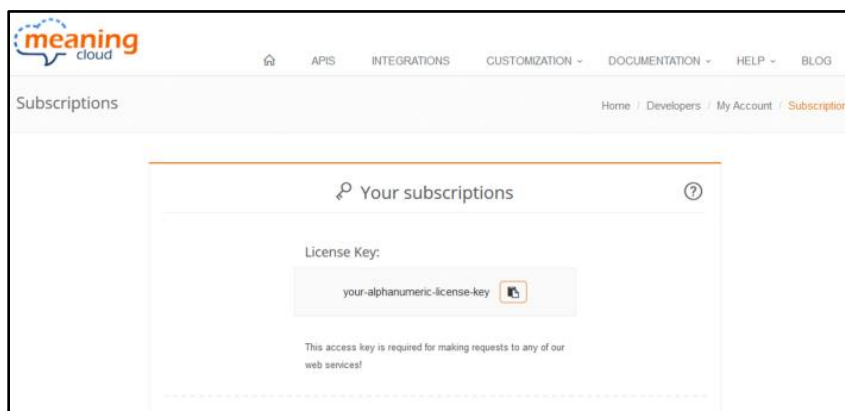 meaning
cloud
APIS INTEGRATIONS CUSTOMIZATION DOCUMENTATION HELP BLOG
Subscriptions
Home / Developers / My Account / Subscription
Your subscriptions
License Key:
your-alphanumeric-license-key
This access key is required for making requests to any of our
web services!